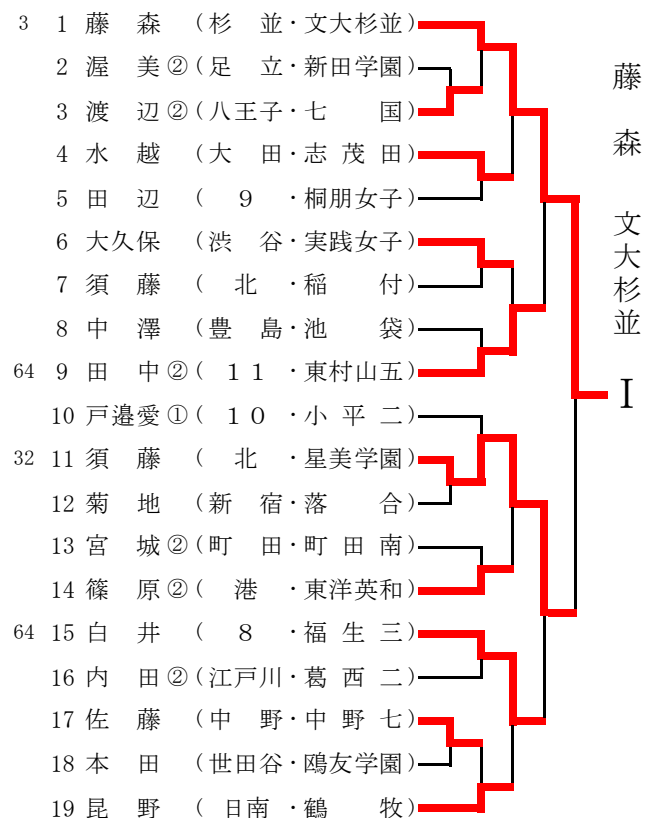 3 1 藤 森 (杉 並・文大杉並)
2 渥 美②(足 立・新田学園)
3 渡 辺②(八王子・七 国)
4 水 越 (大 田・志 茂 田)
5 田 辺 ( 9 ・桐朋女子)
6 大久保 (渋 谷・実践女子)
7 須 藤 ( 北 ・稲 付)
8 中 澤 (豊 島・池 袋)
64 9 田 中②( 11 ・東村山五)
10 戸邉愛①( 10 ・小 平 二)
32 11 須 藤 ( 北 ・星美学園)
12 菊 地 (新 宿・落 合)
13 宮 城②(町 田・町 田 南)
14 篠 原②( 港 ・東洋英和)
64 15 白 井 ( 8 ・福 生 三)
16 内 田②(江戸川・葛 西 二)
17 佐 藤 (中 野・中 野 七)
18 本 田 (世田谷・鴎友学園)
19 昆 野 ( 日南 ・鶴 牧)
藤 森 文大杉並
I